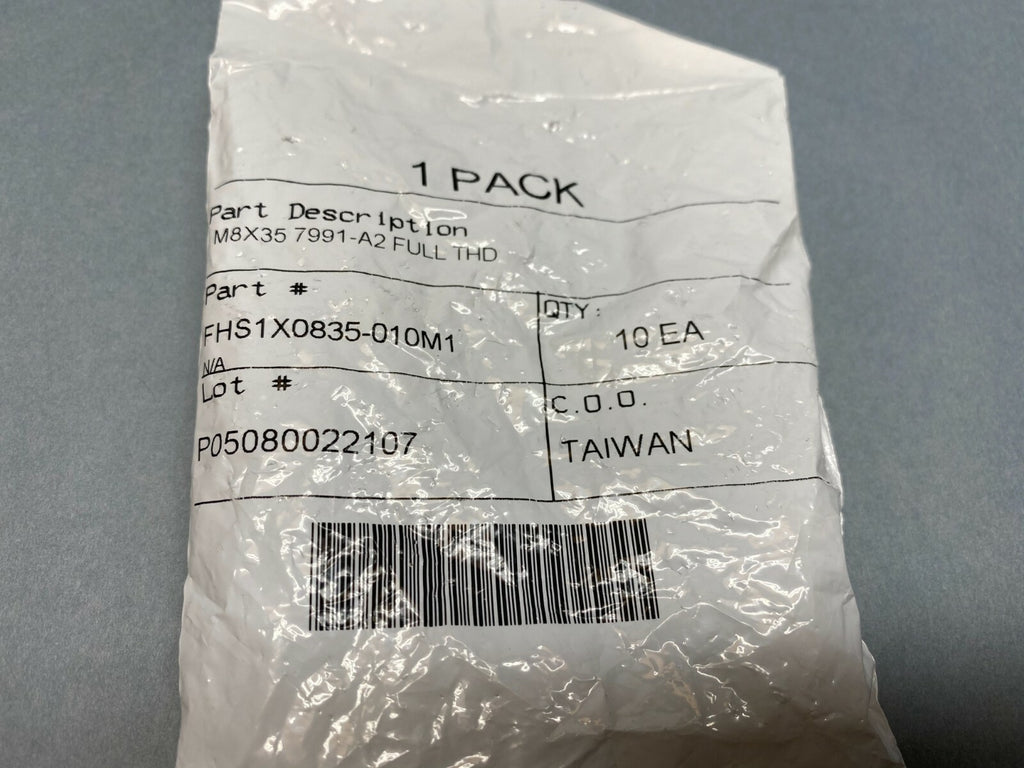 1 PACK
Part Description
M8X35 7991-A2 FULL THD
Part #
QTY:
FHS1X0835-010M1
10 EA
N/A
Lot #
C.O.O.
P05080022107
TAIWAN